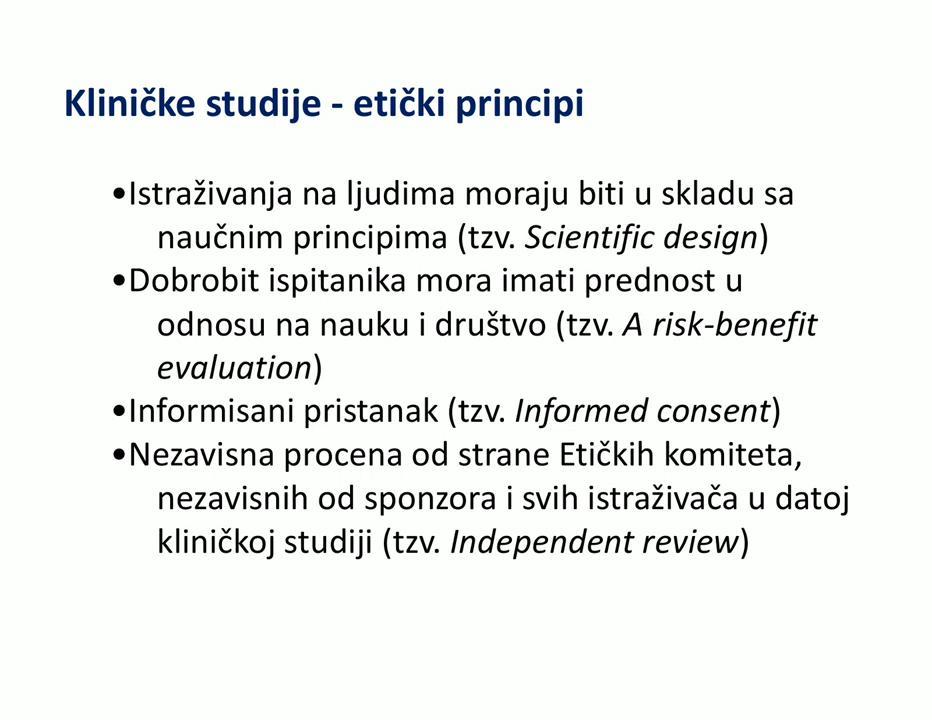 Kliničke studije - etički principi
•Istraživanja na ljudima moraju biti u skladu sa
naučnim principima (tzv. Scientific design)
•Dobrobit ispitanika mora imati prednost u
odnosu na nauku i društvo (tzv. A risk-benefit
evaluation)
•Informisani pristanak (tzv. Informed consent)
•Nezavisna procena od strane Etičkih komiteta,
nezavisnih od sponzora i svih istraživača u datoj
kliničkoj studiji (tzv. Independent review)